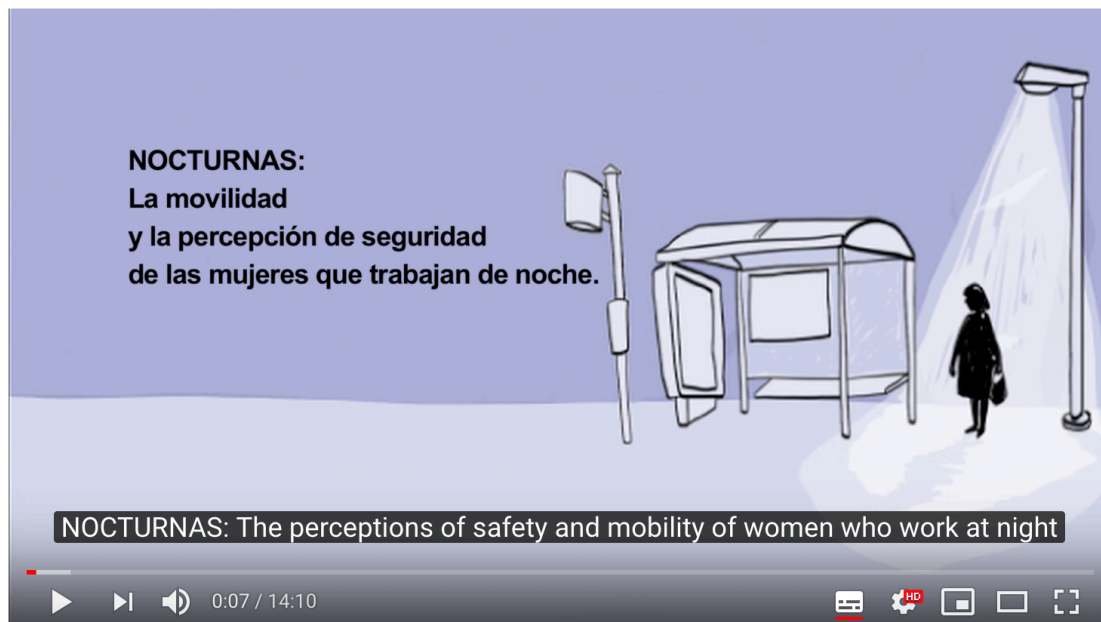 NOCTURNAS:
La movilidad
y la percepción de seguridad
de las mujeres que trabajan de noche.
NOCTURNAS: The perceptions of safety and mobility of women who work at night
0:07 / 14:10
HD